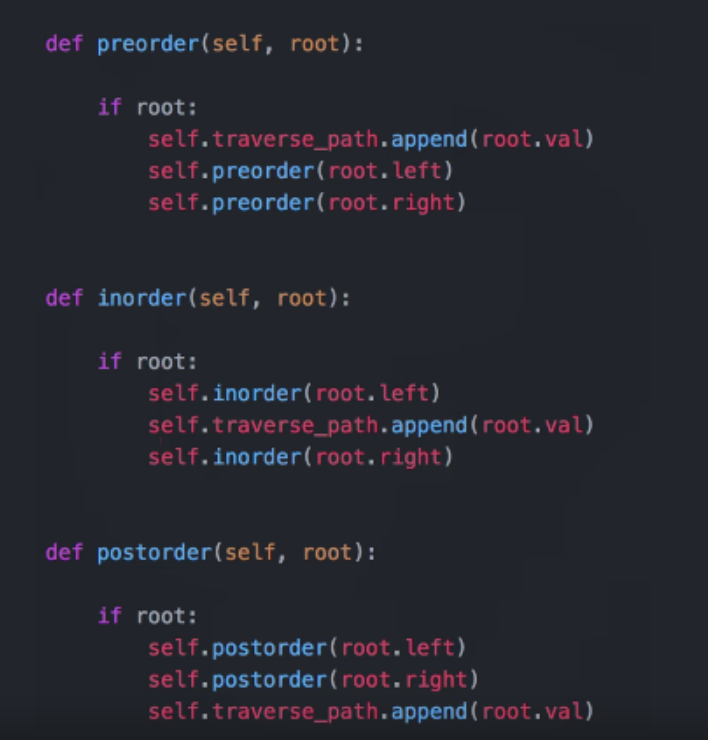 def preorder(self, root):
if root:
self.traverse_path.append(root.val)
self.preorder(root.left)
self.preorder(root.right)
def inorder(self, root):
if root:
self.inorder(root.left)
self.traverse_path.append(root.val)
self.inorder(root.right)
def postorder(self, root):
if root:
self.postorder(root.left)
self.postorder(root.right)
self.traverse_path.append(root.val)